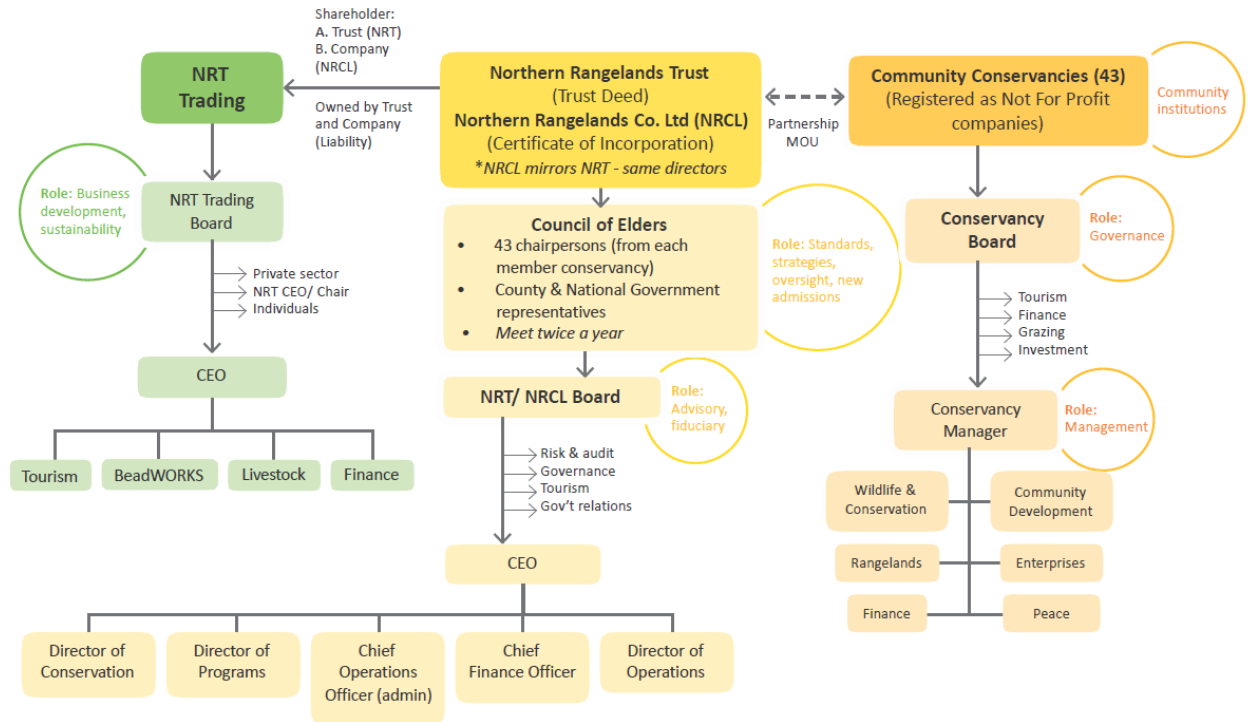 Shareholder:
A. Trust (NRT)
B. Company
(NRCL)
NRT
Trading
Owned by Trust
and Company
(Liability)
Northern Rangelands Trust
(Trust Deed)
Northern Rangelands Co. Ltd (NRCL)
(Certificate of Incorporation)
*NRCL mirrors NRT - same directors
Partnership
MOU
Community Conservancies (43)
(Registered as Not For Profit
companies)
Community
institutions
Role: Business
development,
sustainability
NRT Trading
Board
Private sector
NRT CEO/ Chair
Individuals
CEO
Tourism
BeadWORKS
Livestock
Finance
Council of Elders
• 43 chairpersons (from each
member conservancy)
• County & National Government
representatives
• Meet twice a year
Role: Standards,
strategies,
oversight, new
admissions
NRT/ NRCL Board
Role:
Advisory,
fiduciary
Risk & audit
Governance
Tourism
Gov't relations
CEO
Director of
Conservation
Director of
Programs
Chief
Operations
Officer (admin)
Chief
Finance Officer
Director of
Operations
Conservancy
Board
Role:
Governance
Tourism
Finance
Grazing
Investment
Conservancy
Manager
Role:
Management
Wildlife &
Conservation
Community
Development
Rangelands
Enterprises
Finance
Peace